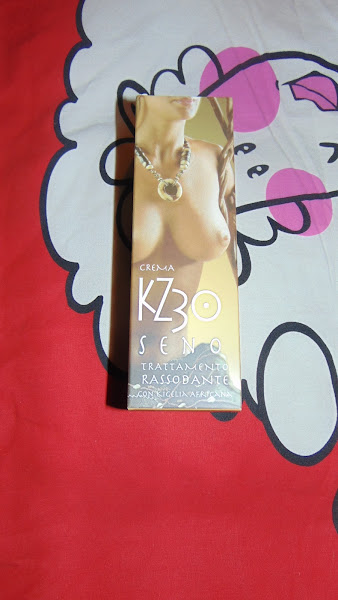 CREMA
KZ30
SENO
TRATTAMENTO
RASSODANTE
CON KIGELIA AFRICANA